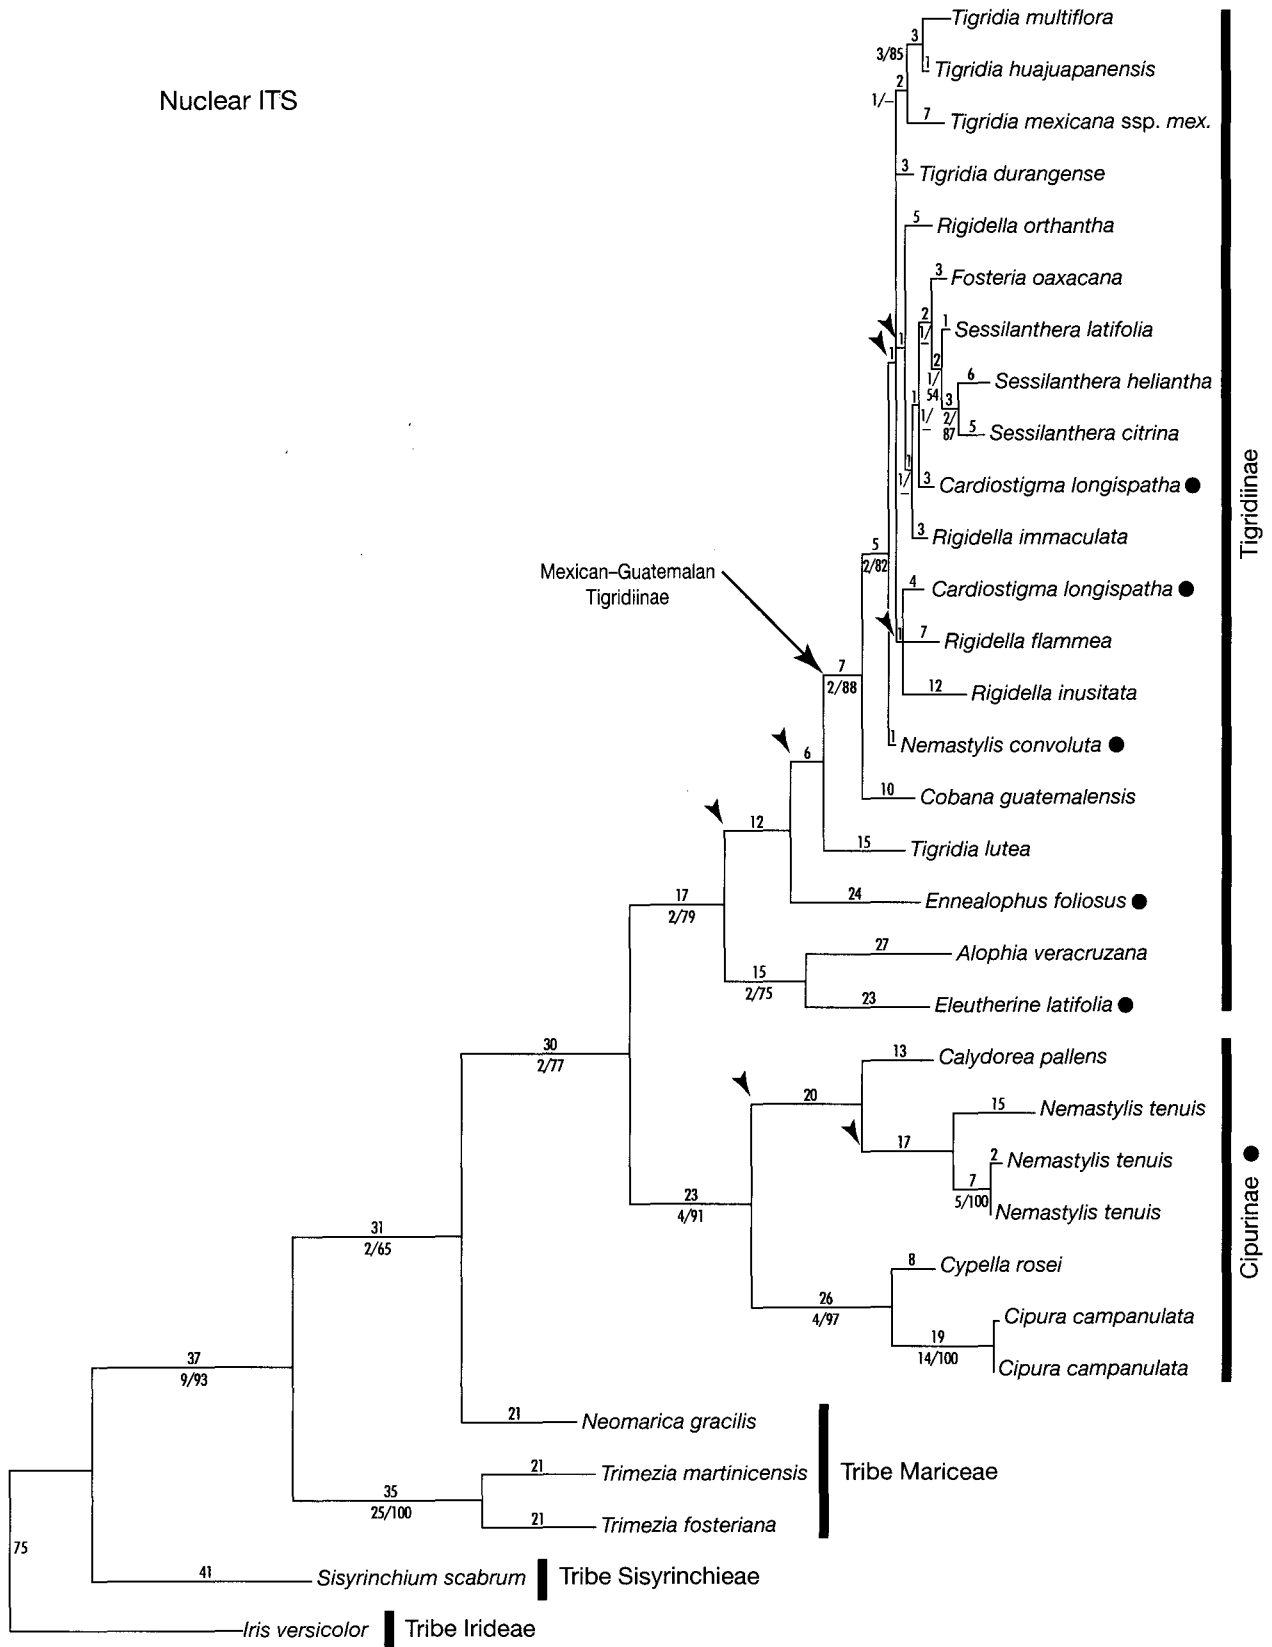 Nuclear ITS
Tigridia multiflora
3
3/85
1
Tigridia huajuapanensis
2
1/–
7
Tigridia mexicana ssp. mex.
3
Tigridia durangense
5
Rigidella orthantha
3
Fosteria oaxacana
2
1/–
1
Sessilanthera latifolia
1
1
2
1/
54
6
Sessilanthera heliantha
1
1/–
3
2/
87
5
Sessilanthera citrina
1
1/–
3
Cardiostigma longispatha
3
Rigidella immaculata
5
2/82
Mexican–Guatemalan
Tigridiinae
4
Cardiostigma longispatha
1
7
Rigidella flammea
7
2/88
12
Rigidella inusitata
1
Nemastylis convoluta
6
10
Cobana guatemalensis
12
15
Tigridia lutea
17
2/79
24
Ennealophus foliosus
27
Alophia veracruzana
15
2/75
23
Eleutherine latifolia
Tigridiinae
30
2/77
13
Calydorea pallens
20
15
Nemastylis tenuis
17
2
Nemastylis tenuis
7
5/100
Nemastylis tenuis
23
4/91
8
Cypella rosei
26
4/97
Cipura campanulata
19
14/100
Cipura campanulata
Cipurinae
31
2/65
37
9/93
21
Neomarica gracilis
21
Trimezia martinicensis
Tribe Mariceae
35
25/100
21
Trimezia fosteriana
75
41
Sisyrinchium scabrum
Tribe Sisyrinchieae
Iris versicolor
Tribe Irideae